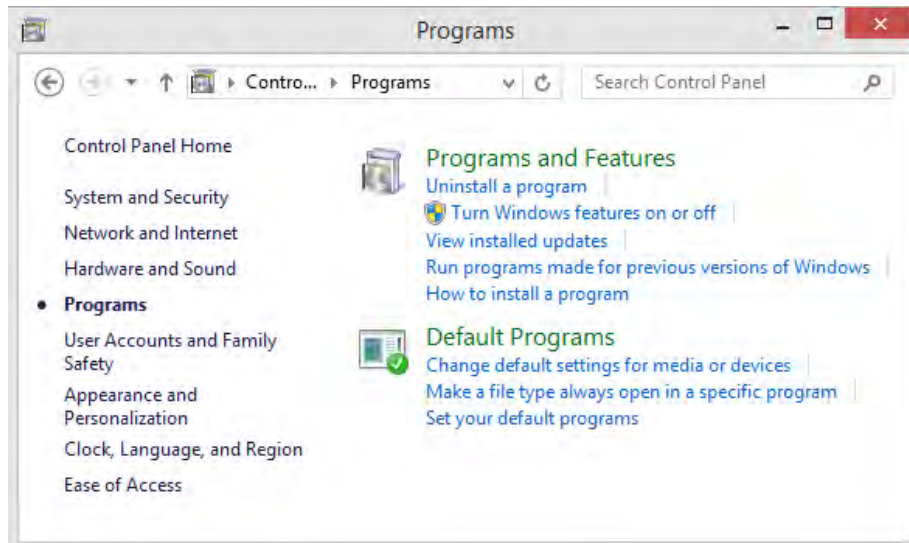 Programs
Contro... Programs
Search Control Panel
Control Panel Home
System and Security
Network and Internet
Hardware and Sound
Programs
User Accounts and Family
Safety
Appearance and
Personalization
Clock, Language, and Region
Ease of Access
Programs and Features
Uninstall a program
Turn Windows features on or off
View installed updates
Run programs made for previous versions of Windows
How to install a program
Default Programs
Change default settings for media or devices
Make a file type always open in a specific program
Set your default programs